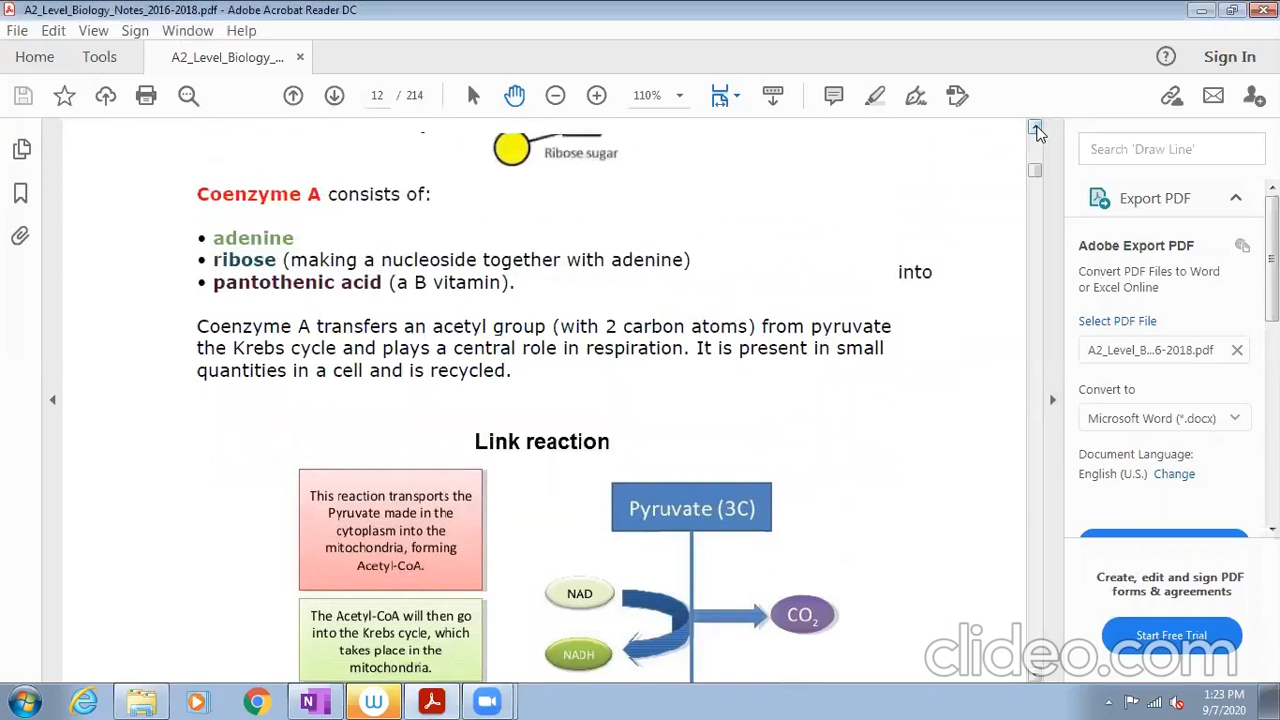 A2_Level_Biology_Notes_2016-2018.pdf - Adobe Acrobat Reader DC
File Edit View Sign Window Help
Home Tools A2_Level_Biology_... × Sign In
12 / 214 110%
Ribose sugar
Search 'Draw Line'
Coenzyme A consists of:
Export PDF
• adenine
• ribose (making a nucleoside together with adenine)
• pantothenic acid (a B vitamin).
into
Coenzyme A transfers an acetyl group (with 2 carbon atoms) from pyruvate
the Krebs cycle and plays a central role in respiration. It is present in small
quantities in a cell and is recycled.
Link reaction
This reaction transports the
Pyruvate made in the
cytoplasm into the
mitochondria, forming
Acetyl-CoA.
The Acetyl-CoA will then go
into the Krebs cycle, which
takes place in the
mitochondria.
Pyruvate (3C)
NAD
CO₂
NADH
Adobe Export PDF
Convert PDF Files to Word
or Excel Online
Select PDF File
A2_Level_B...6-2018.pdf
Convert to
Microsoft Word (*.docx)
Document Language:
English (U.S.) Change
Create, edit and sign PDF
forms & agreements
Start Free Trial
clideo.com
1:23 PM
9/7/2020